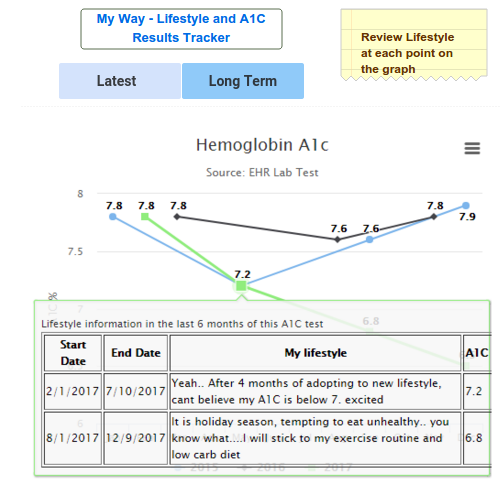 My Way - Lifestyle and A1C
Results Tracker
Review Lifestyle
at each point on
the graph
Latest
Long Term
Hemoglobin A1c
Source: EHR Lab Test
8
7.8
7.8
7.8
7.8
7.9
7.6
7.6
7.5
7.2
7
6.8
Lifestyle information in the last 6 months of this A1C test
Start Date End Date My lifestyle A1C
2/1/2017 7/10/2017 Yeah.. After 4 months of adopting to new lifestyle, 7.2
cant believe my A1C is below 7. excited
8/1/2017 12/9/2017 It is holiday season, tempting to eat unhealthy.. you 6.8
know what....I will stick to my exercise routine and
low carb diet
6
2015 2016 2017